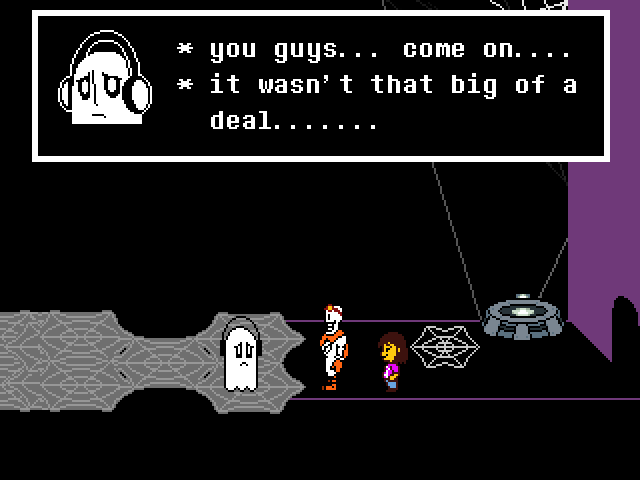 * you guys... come on....
* it wasn't that big of a
deal.......